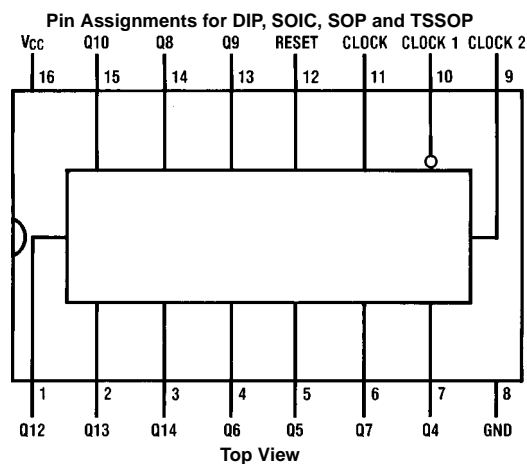 Pin Assignments for DIP, SOIC, SOP and TSSOP
VCC Q10 Q8 Q9 RESET CLOCK CLOCK 1 CLOCK 2
16 15 14 13 12 11 10 9
1 2 3 4 5 6 7 8
Q12 Q13 Q14 Q6 Q5 Q7 Q4 GND
Top View